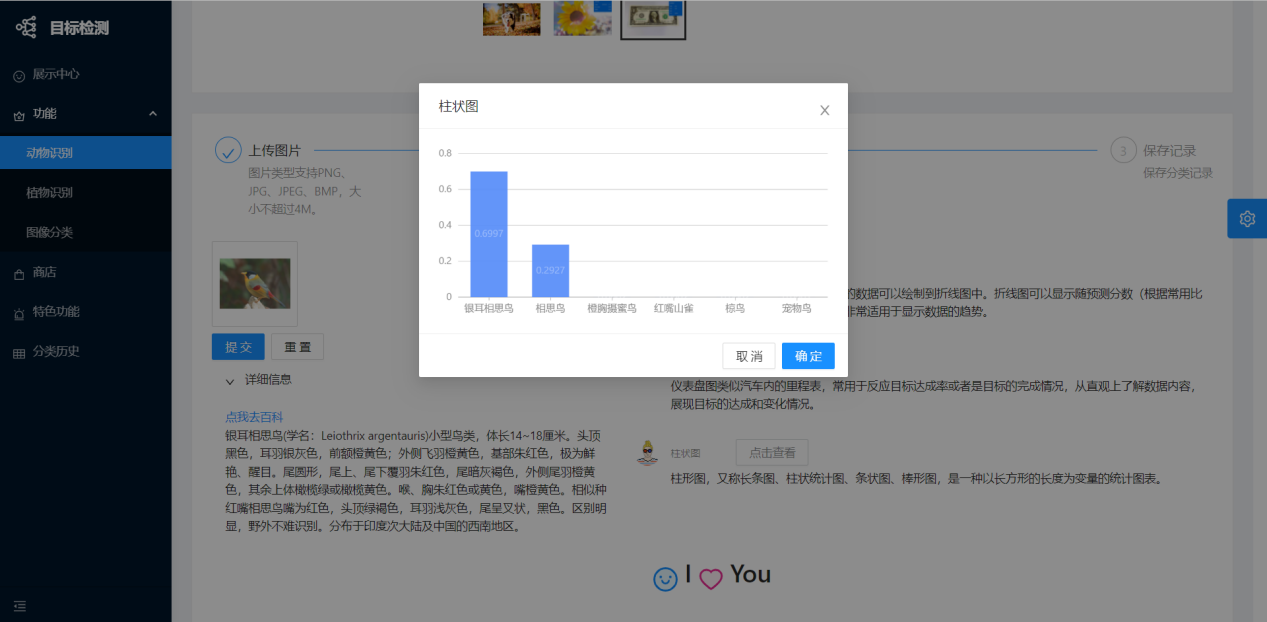 目标检测
展示中心
功能
动物识别
植物识别
图像分类
商店
特色功能
分类历史
上传图片
图片类型支持PNG、
JPG、JPEG、BMP，大
小不超过4M。
3
保存记录
保存分类记录
提 交
重 置
详细信息
点我去百科
银耳相思鸟(学名：Leiothrix argentauris)小型鸟类，体长14~18厘米。头顶
黑色，耳羽银灰色，前额橙黄色；外侧飞羽橙黄色，基部朱红色，极为鲜
艳、醒目。尾圆形，尾上、尾下覆羽朱红色，尾暗灰褐色，外侧尾羽橙黄
色，其余上体橄榄绿或橄榄黄色。喉、胸朱红色或黄色，嘴橙黄色。相似种
红嘴相思鸟嘴为红色，头顶绿褐色，耳羽浅灰色，尾呈叉状，黑色。区别明
显，野外不难识别。分布于印度次大陆及中国的西南地区。
柱状图
0.8
0.6
0.4
0.2
0
0.6997
0.2927
银耳相思鸟
相思鸟
橙胸摄蜜鸟
红嘴山雀
椋鸟
宠物鸟
取 消
确 定
的数据可以绘制到折线图中。折线图可以显示随预测分数（根据常用比
非常适用于显示数据的趋势。
仪表盘图类似汽车内的里程表，常用于反应目标达成率或者是目标的完成情况，从直观上了解数据内容，
展现目标的达成和变化情况。
柱状图
点击查看
柱形图，又称长条图、柱状统计图、条状图、棒形图，是一种以长方形的长度为变量的统计图表。
I You